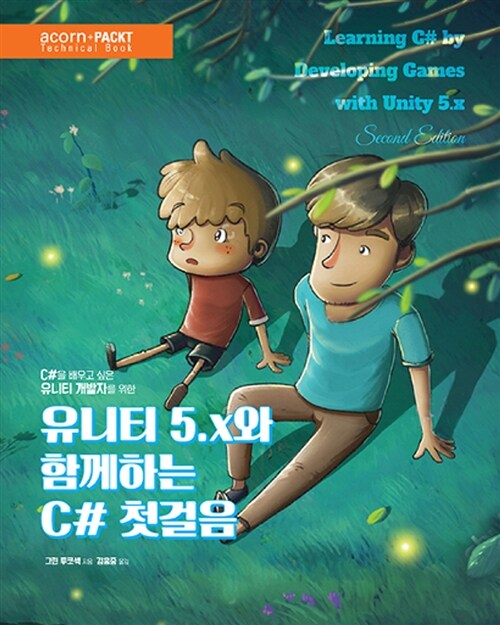 acorn+PACKT
Technical Book
Learning C# by
Developing Games
with Unity 5.x
Second Edition
C#을 배우고 싶은
유니티 개발자를 위한
유니티 5.x와
함께하는
C# 첫걸음
그렉 루코섹 지음 김홍중 옮김